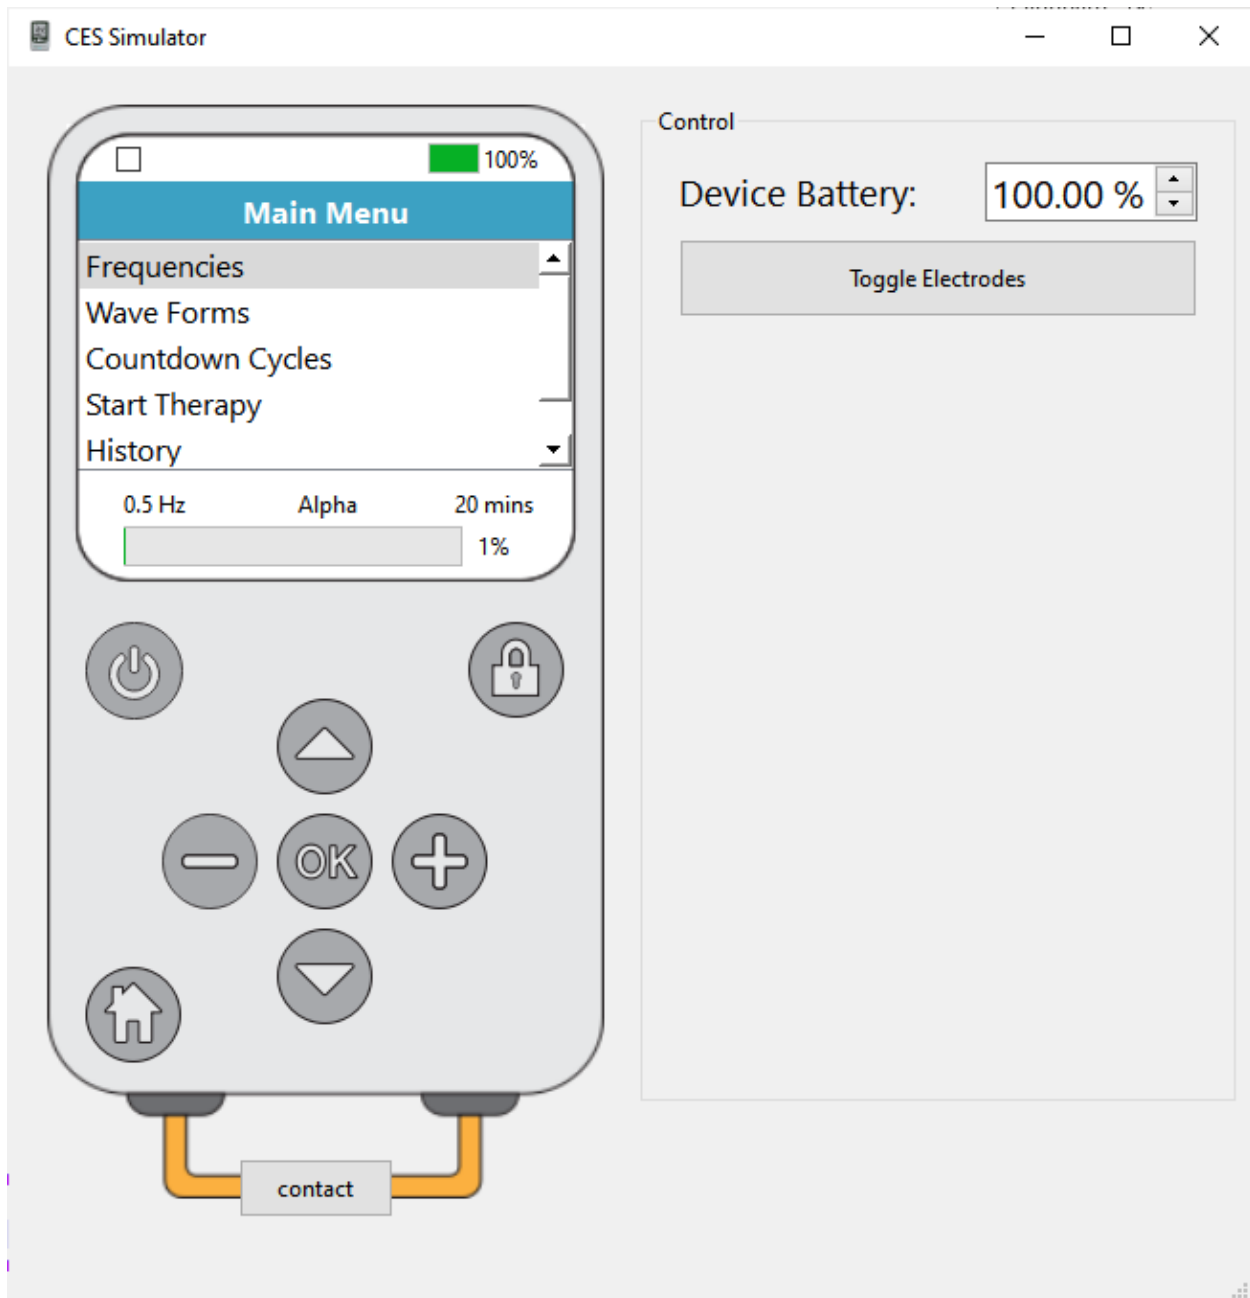 CES Simulator
100%
Main Menu
Frequencies
Wave Forms
Countdown Cycles
Start Therapy
History
0.5 Hz Alpha 20 mins
1%
OK
contact
Control
Device Battery: 100.00 %
Toggle Electrodes